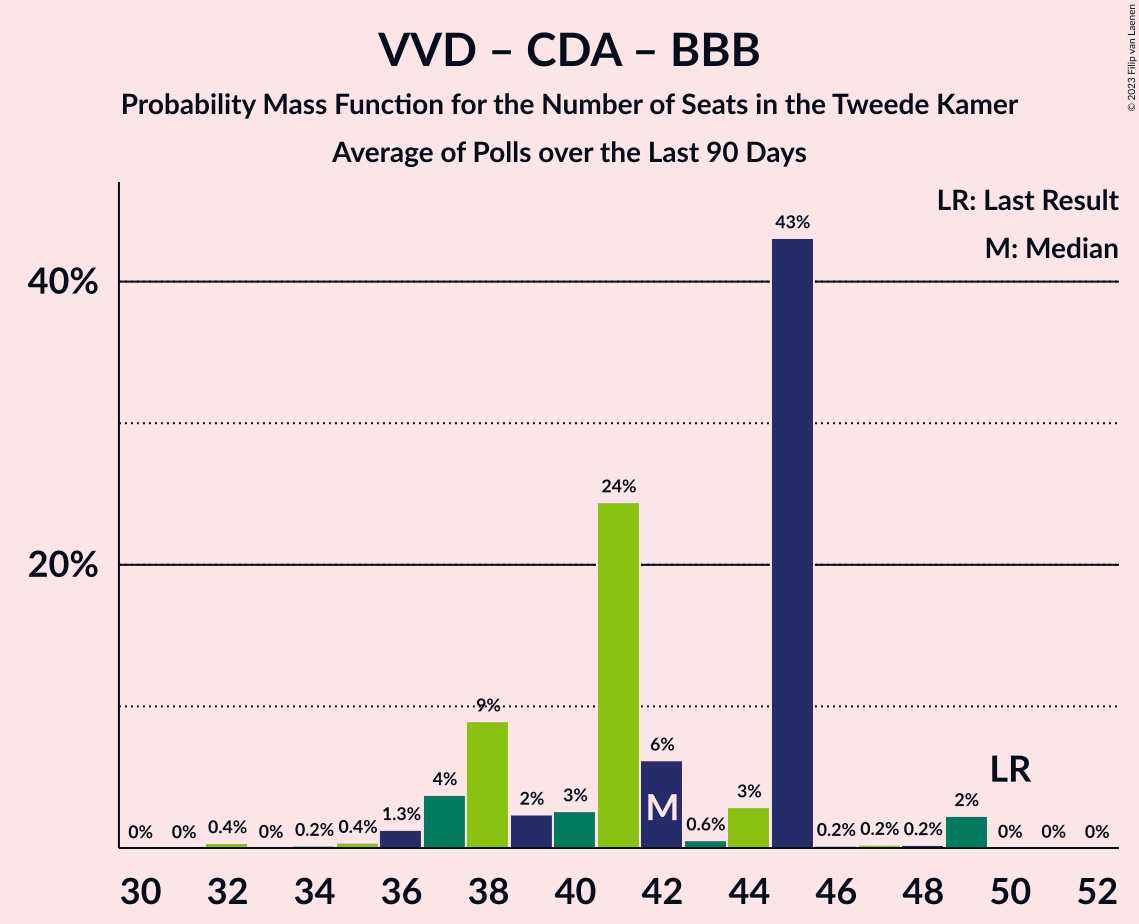 VVD – CDA – BBB
Probability Mass Function for the Number of Seats in the Tweede Kamer
Average of Polls over the Last 90 Days
© 2023 Filip van Laenen
LR: Last Result
M: Median
40%
20%
0%
0%
0.4%
0%
0.2%
0.4%
1.3%
4%
9%
2%
3%
24%
6%
0.6%
3%
43%
0.2%
0.2%
0.2%
2%
0%
0%
0%
M
LR
30 32 34 36 38 40 42 44 46 48 50 52